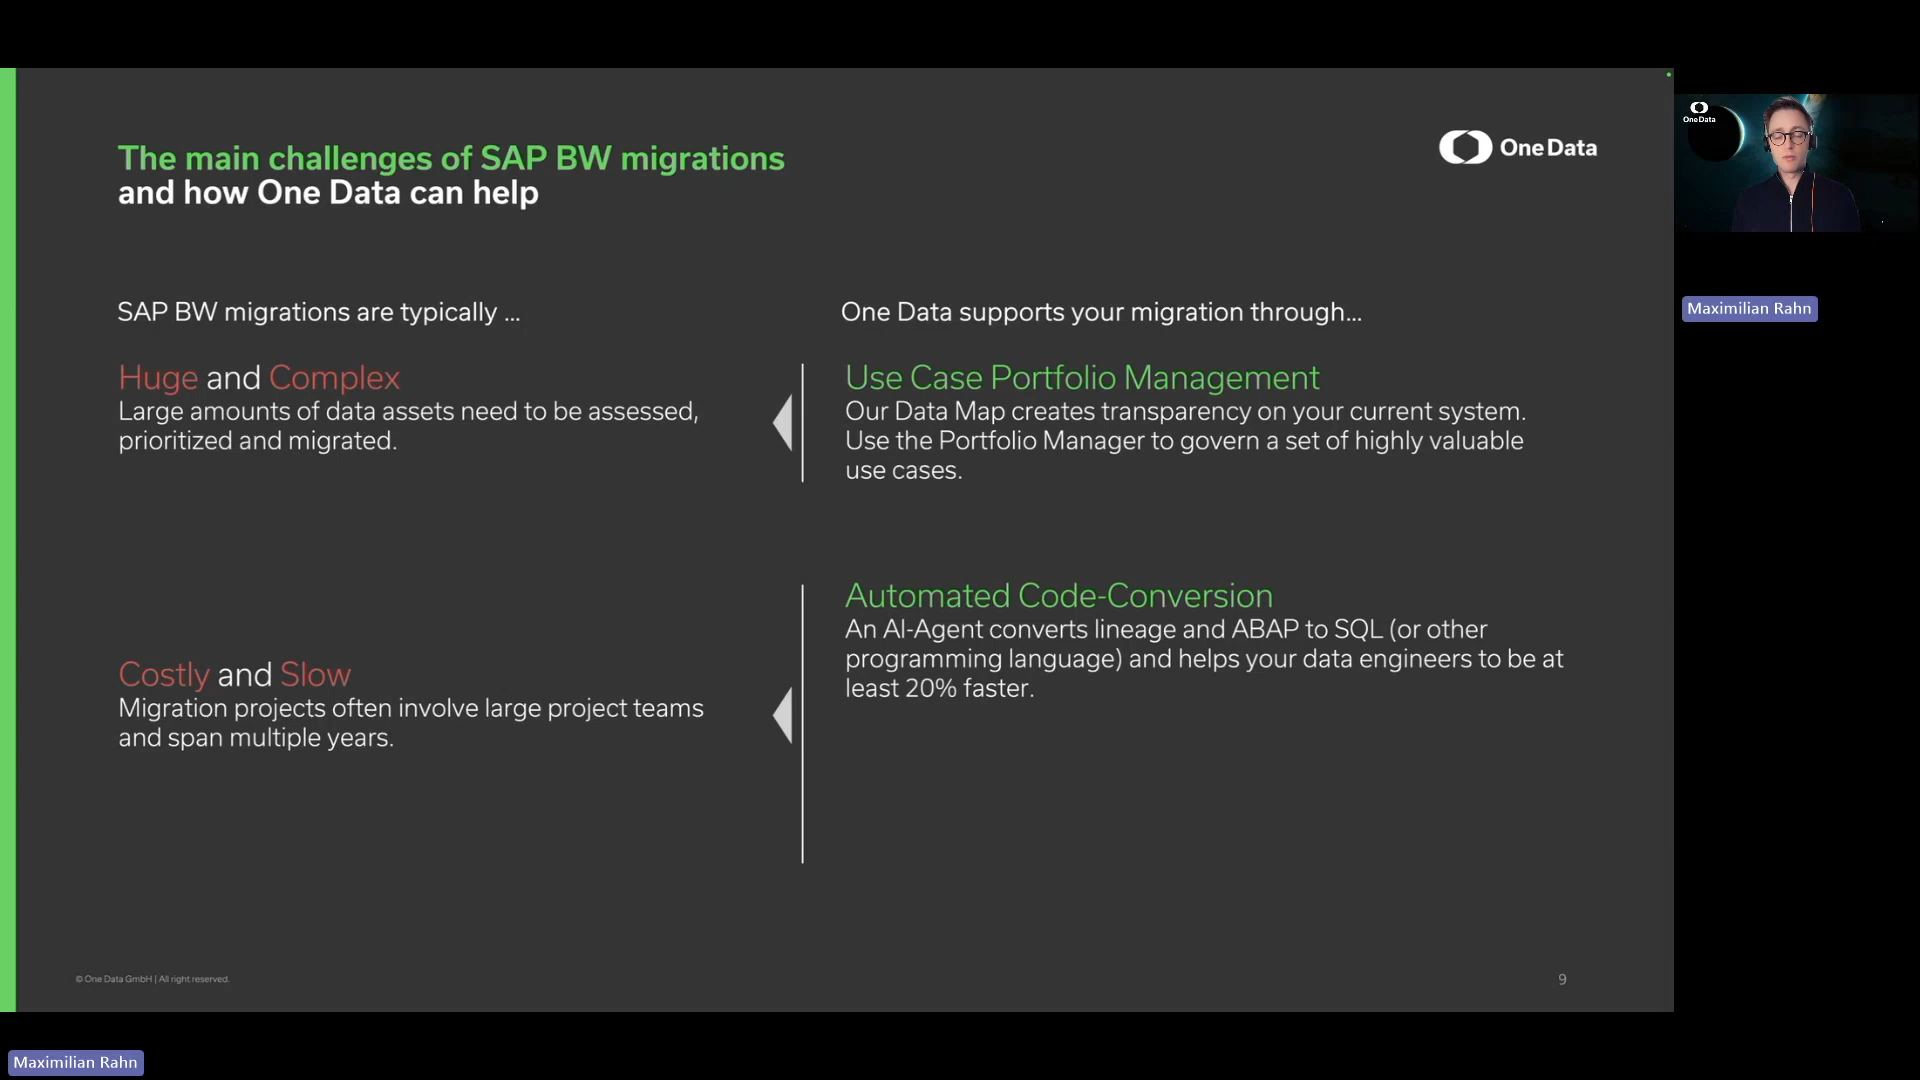 The main challenges of SAP BW migrations
and how One Data can help
One Data
SAP BW migrations are typically ...
Huge and Complex
Large amounts of data assets need to be assessed,
prioritized and migrated.
Costly and Slow
Migration projects often involve large project teams
and span multiple years.
One Data supports your migration through...
Use Case Portfolio Management
Our Data Map creates transparency on your current system.
Use the Portfolio Manager to govern a set of highly valuable
use cases.
Automated Code-Conversion
An AI-Agent converts lineage and ABAP to SQL (or other
programming language) and helps your data engineers to be at
least 20% faster.
© One Data GmbH | All right reserved.
9
One Data
Maximilian Rahn
Maximilian Rahn